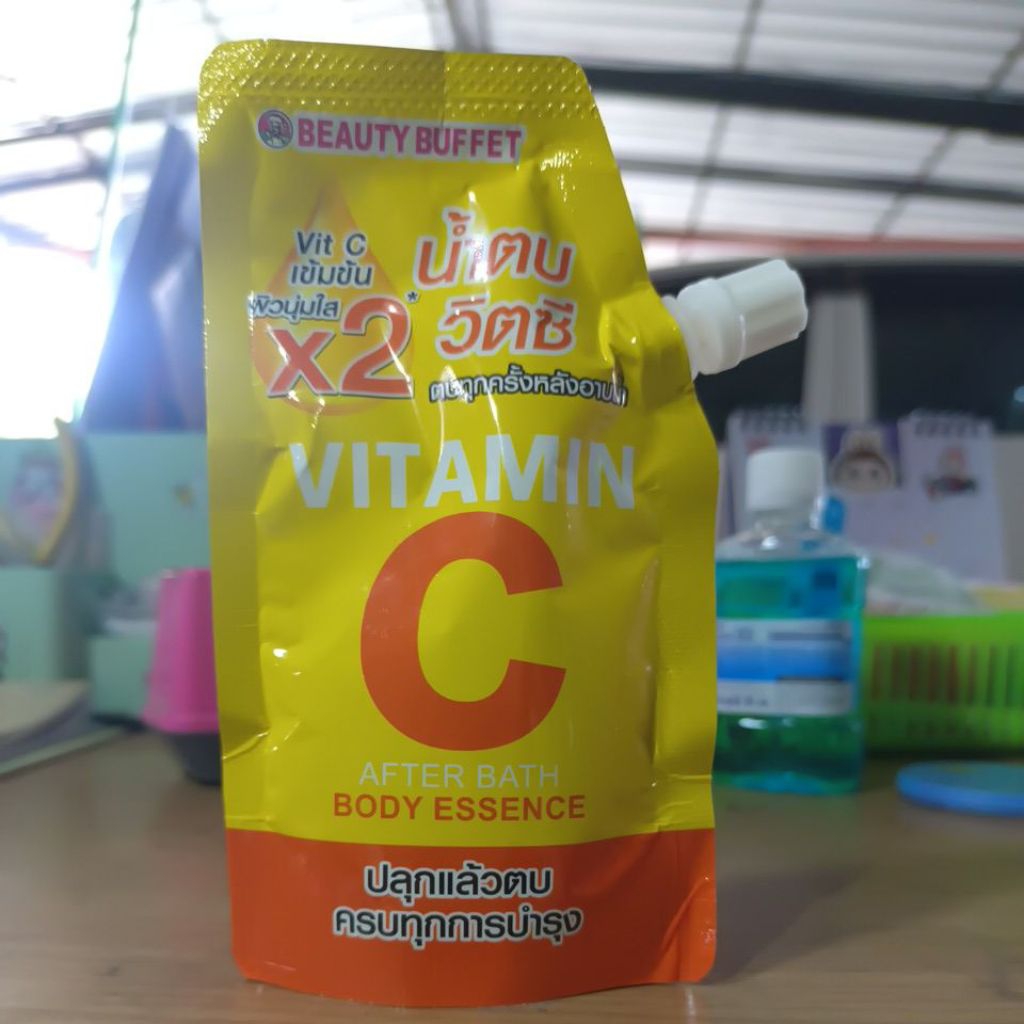 BEAUTY BUFFET
Vit C
เข้มข้น
ผิวนุ่มใส
x2*
น้ำตบ
วิตซี
ตบทุกครั้งหลังอาบน้ำ
VITAMIN
C
AFTER BATH
BODY ESSENCE
ปลุกแล้วตบ
ครบทุกการบำรุง